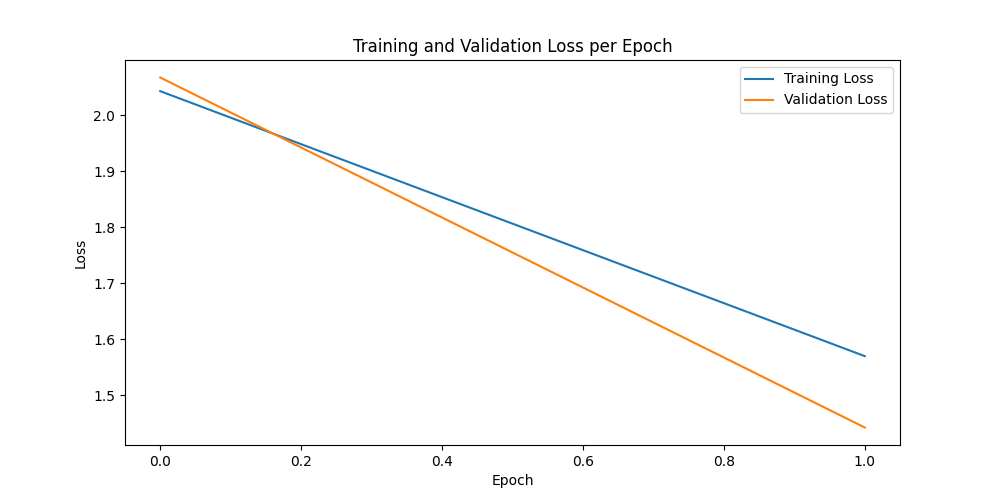 Training and Validation Loss per Epoch
Training Loss
Validation Loss
Loss
2.0
1.9
1.8
1.7
1.6
1.5
0.0 0.2 0.4 0.6 0.8 1.0
Epoch